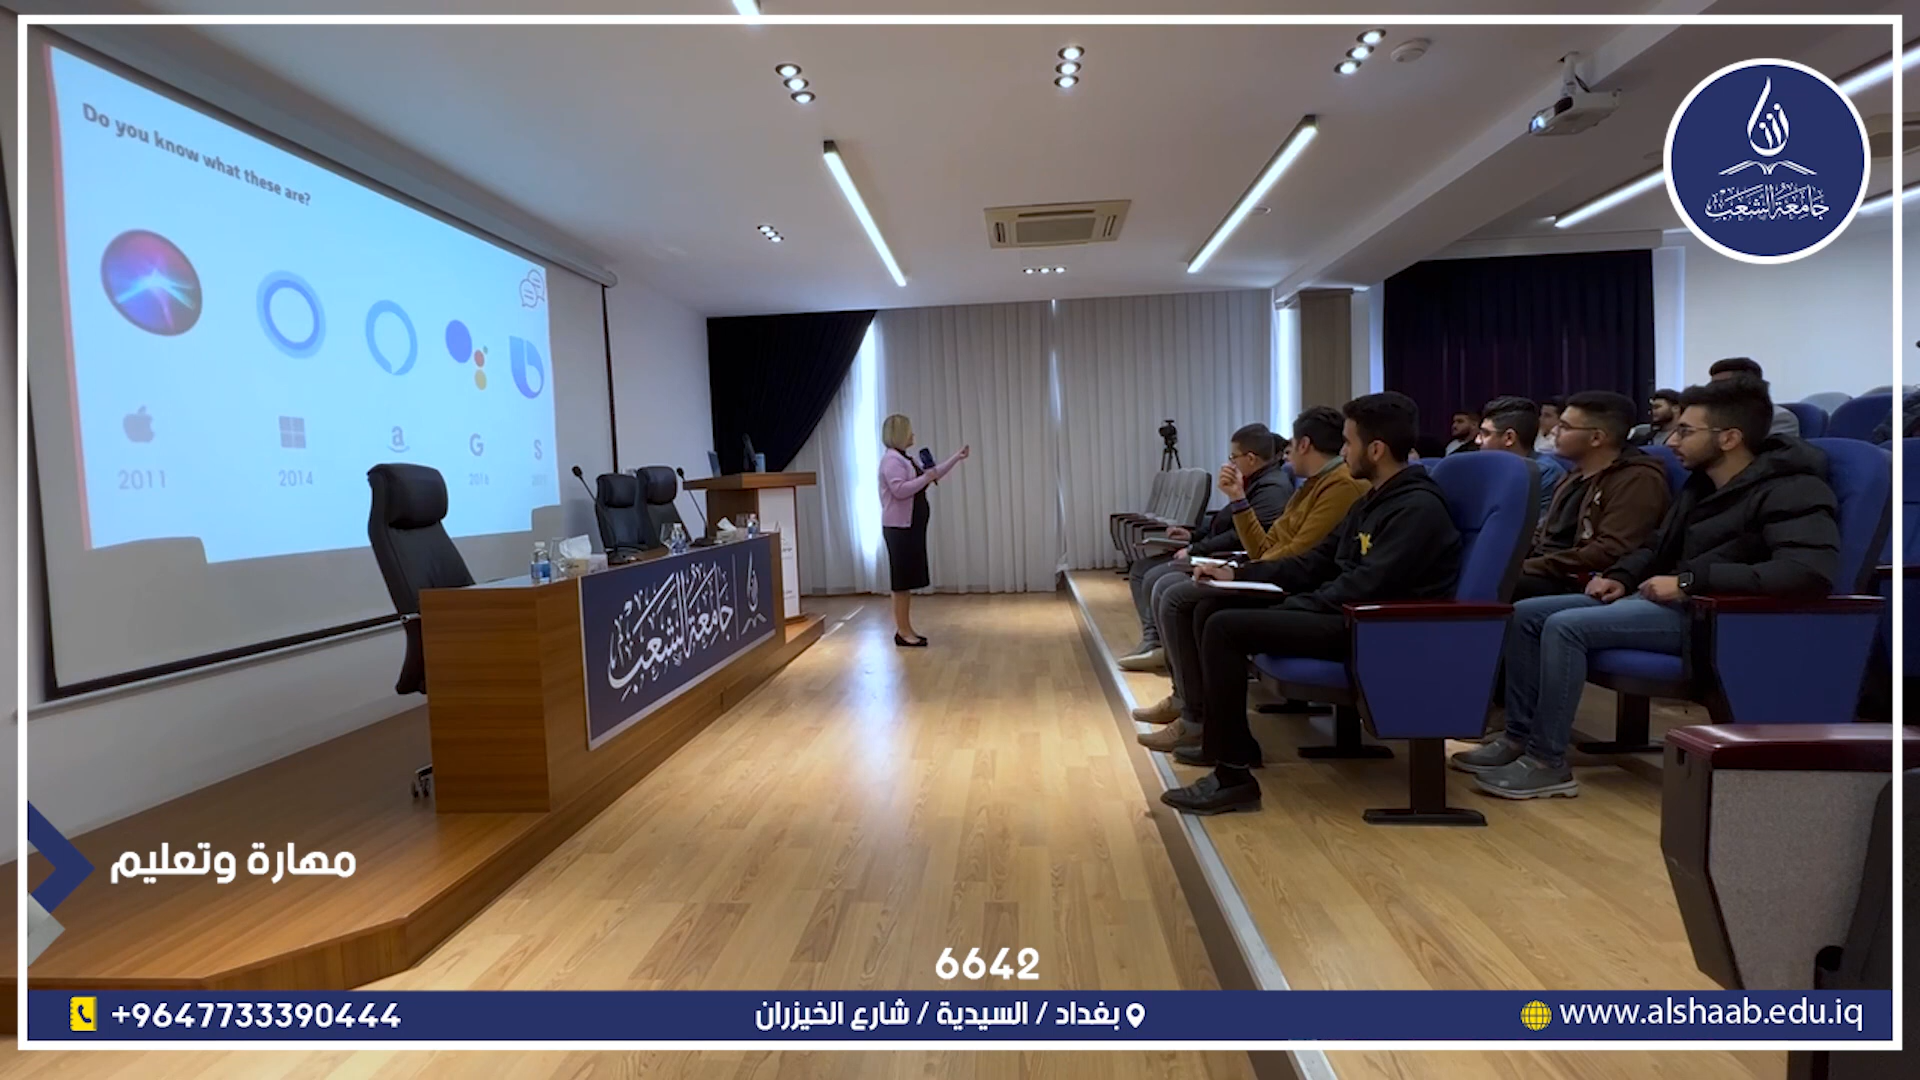 Do you know what these are?
a
G
S
2011
2014
2016
جامعة الشعب
جامعة الشعب
مهارة وتعليم
6642
+9647733390444
بغداد / السيدية / شارع الخيزران
www.alshaab.edu.iq